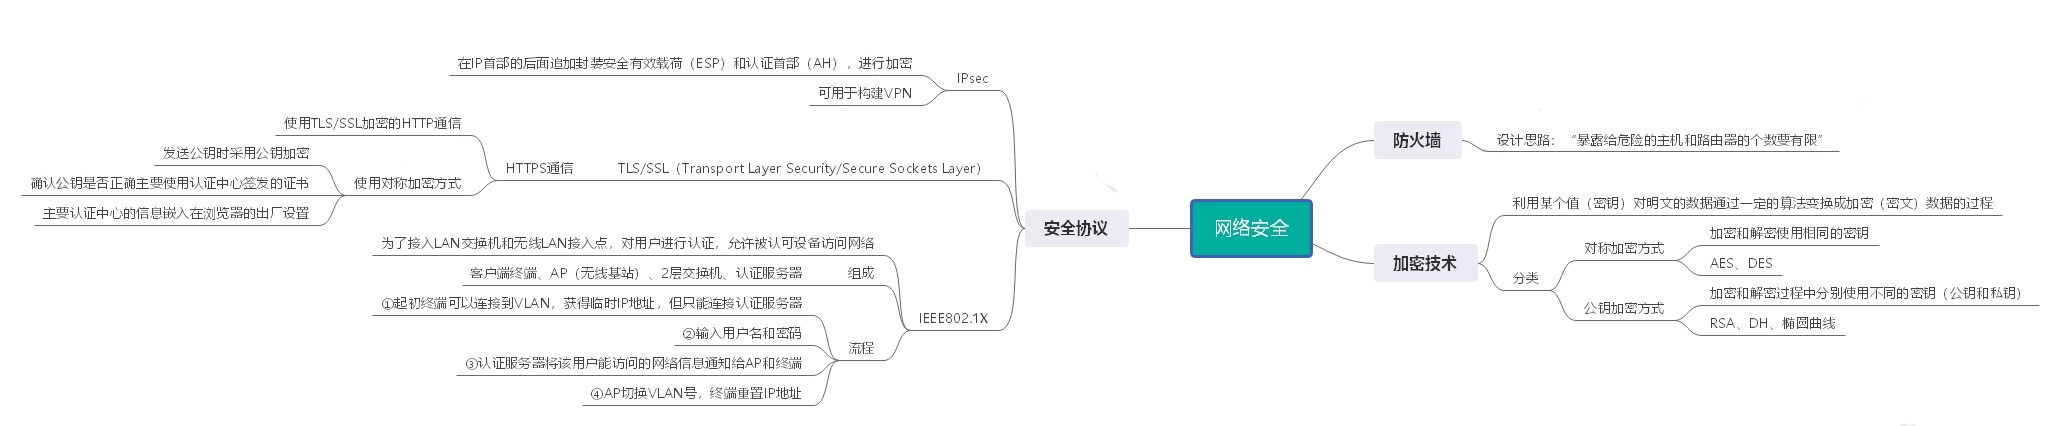 网络安全
防火墙
设计思路：“暴露给危险的主机和路由器的个数要有限”
加密技术
利用某个值（密钥）对明文的数据通过一定的算法变换成加密（密文）数据的过程
分类
对称加密方式
加密和解密使用相同的密钥
AES、DES
公钥加密方式
加密和解密过程中分别使用不同的密钥（公钥和私钥）
RSA、DH、椭圆曲线
安全协议
IPsec
在IP首部的后面追加封装安全有效载荷（ESP）和认证首部（AH），进行加密
可用于构建VPN
TLS/SSL（Transport Layer Security/Secure Sockets Layer）
HTTPS通信
使用TLS/SSL加密的HTTP通信
使用对称加密方式
发送公钥时采用公钥加密
确认公钥是否正确主要使用认证中心签发的证书
主要认证中心的信息嵌入在浏览器的出厂设置
IEEE802.1X
为了接入LAN交换机和无线LAN接入点，对用户进行认证，允许被认可设备访问网络
组成
客户端终端、AP（无线基站）、2层交换机、认证服务器
流程
①起初终端可以连接到VLAN，获得临时IP地址，但只能连接认证服务器
②输入用户名和密码
③认证服务器将该用户能访问的网络信息通知给AP和终端
④AP切换VLAN号，终端重置IP地址